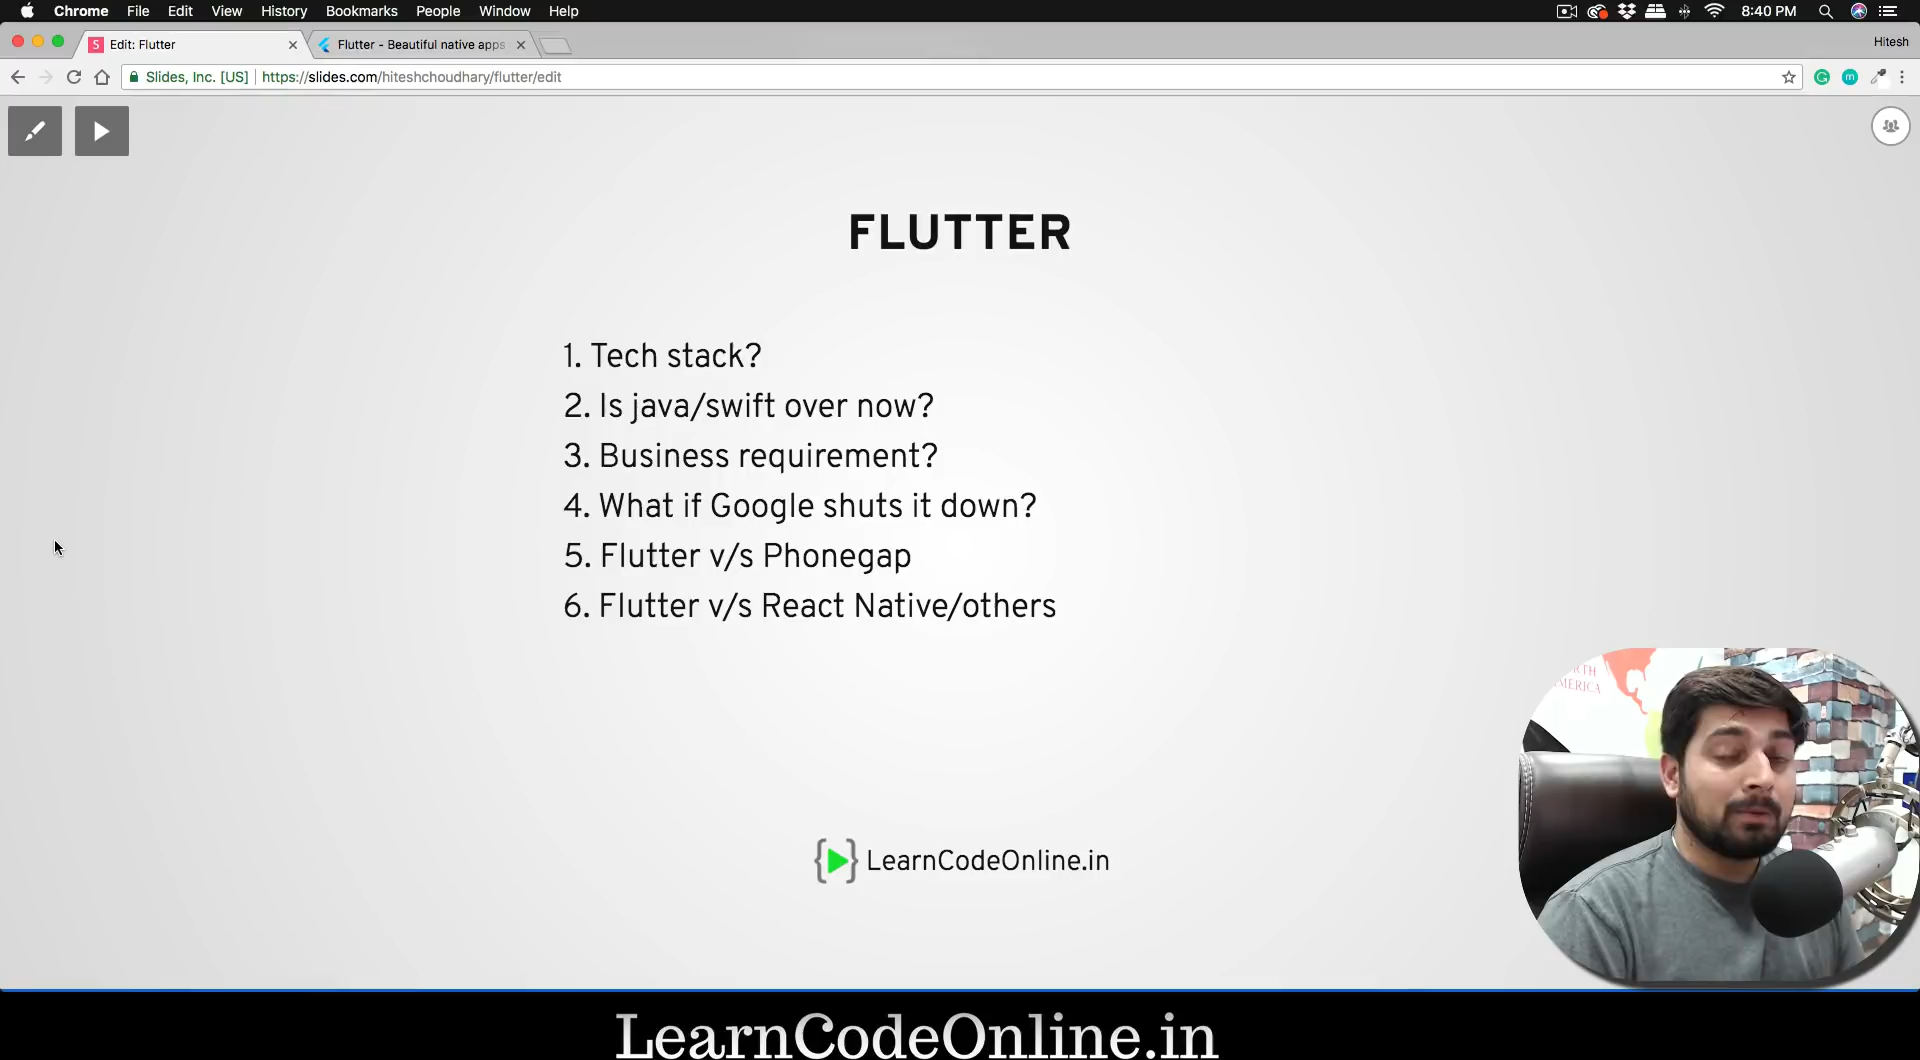 Chrome File Edit View History Bookmarks People Window Help 8:40 PM
S Edit: Flutter Flutter - Beautiful native apps Hitesh
Slides, Inc. [US] https://slides.com/hiteshchoudhary/flutter/edit
FLUTTER
1. Tech stack?
2. Is java/swift over now?
3. Business requirement?
4. What if Google shuts it down?
5. Flutter v/s Phonegap
6. Flutter v/s React Native/others
{ } LearnCodeOnline.in
LearnCodeOnline.in